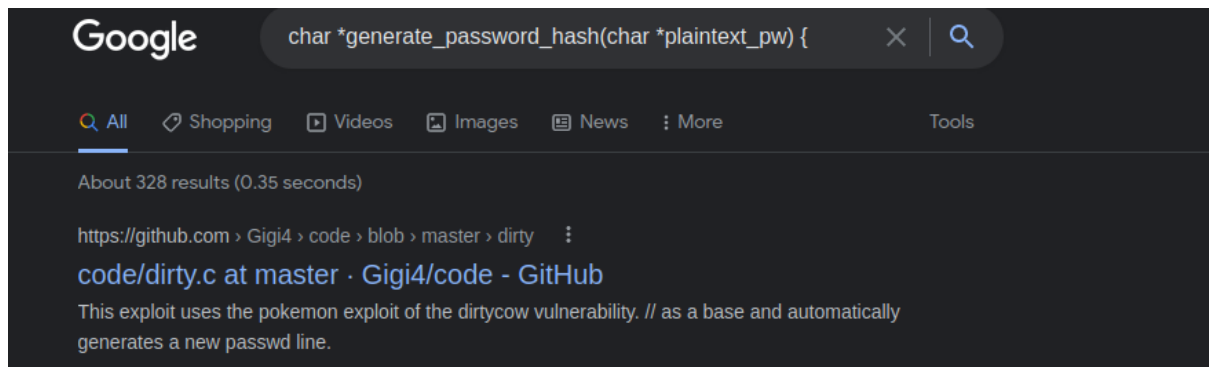 Google
char *generate_password_hash(char *plaintext_pw) {
All Shopping Videos Images News More Tools
About 328 results (0.35 seconds)
https://github.com › Gigi4 › code › blob › master › dirty
code/dirty.c at master · Gigi4/code - GitHub
This exploit uses the pokemon exploit of the dirtycow vulnerability. // as a base and automatically
generates a new passwd line.